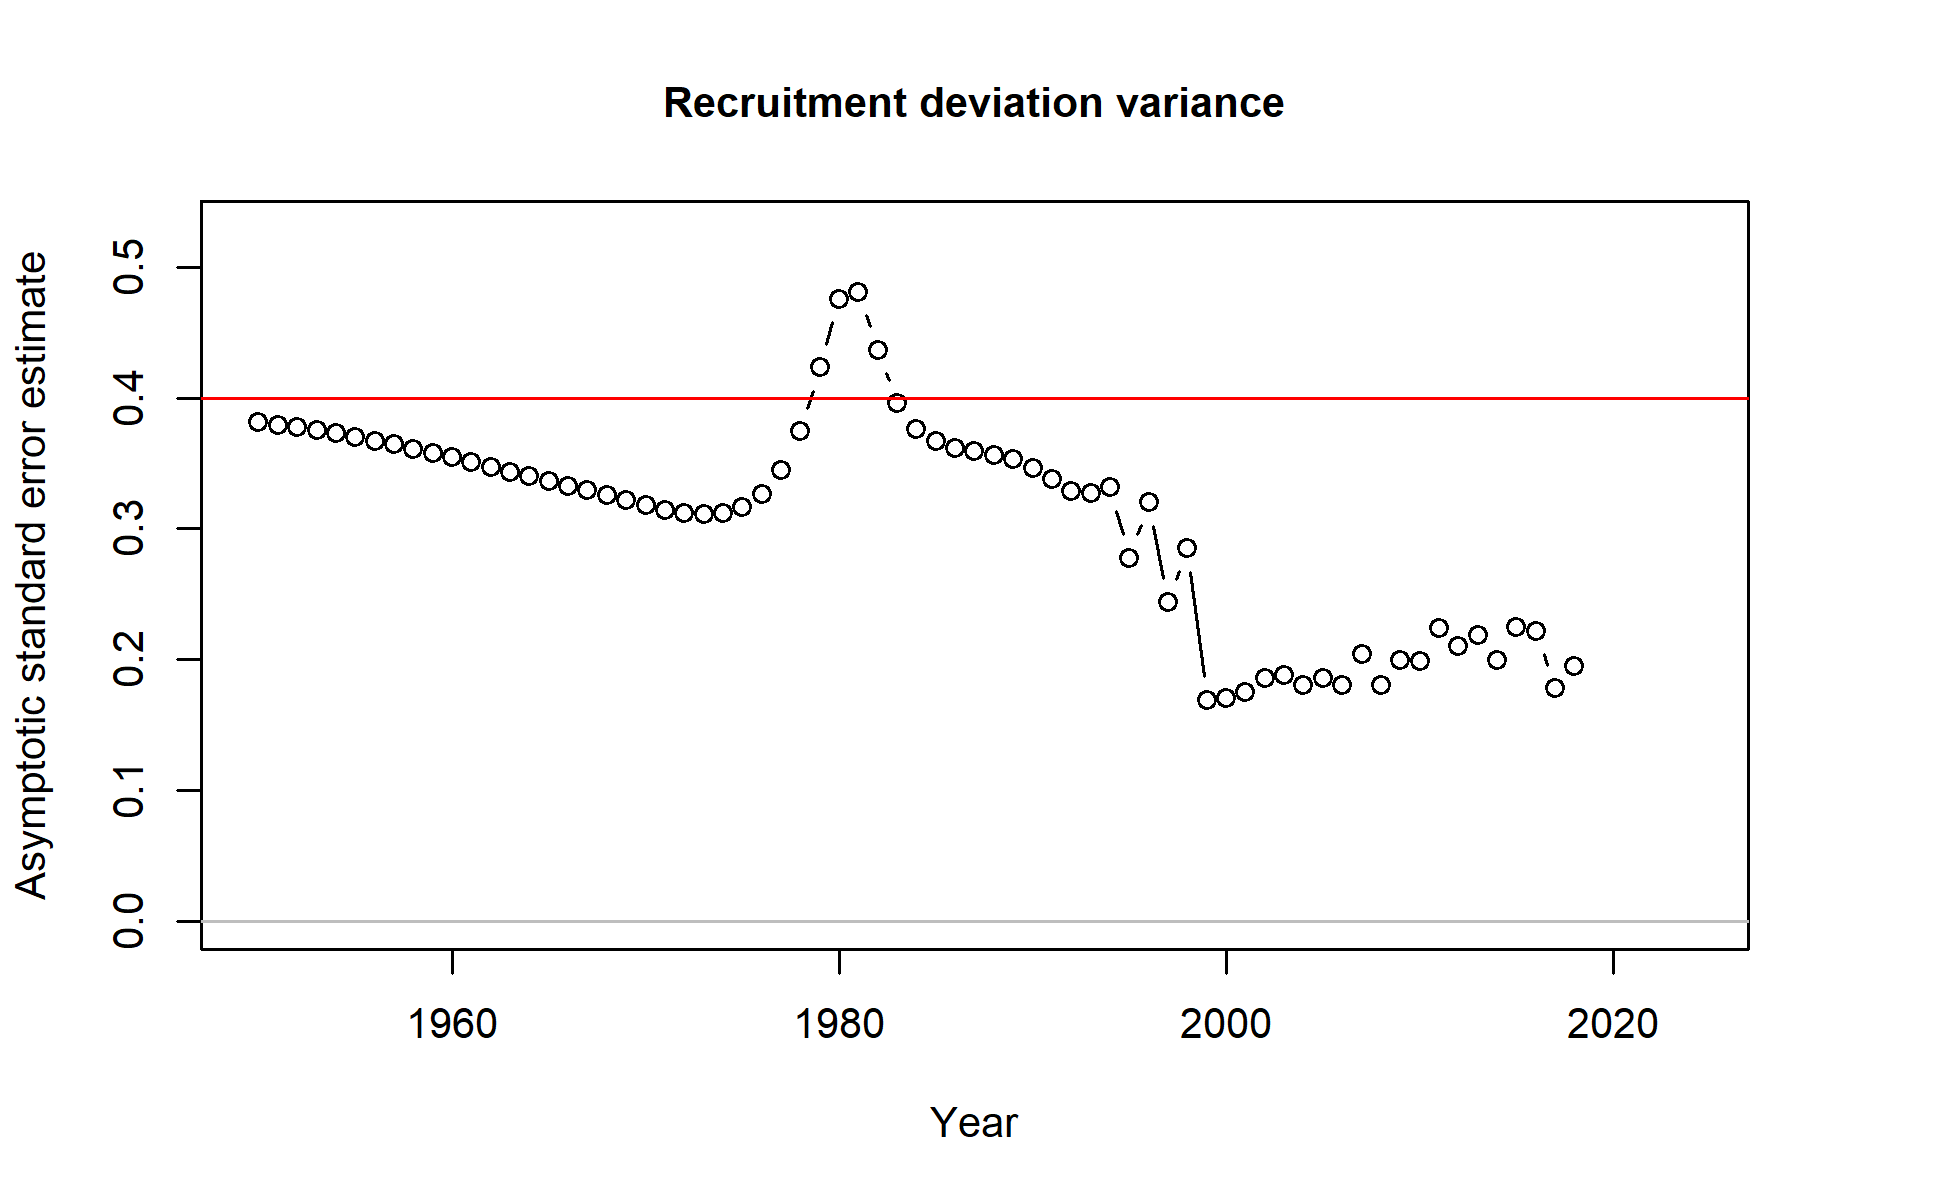 Recruitment deviation variance
Asymptotic standard error estimate
0.5
0.4
0.3
0.2
0.1
0.0
1960 1980 2000 2020
Year